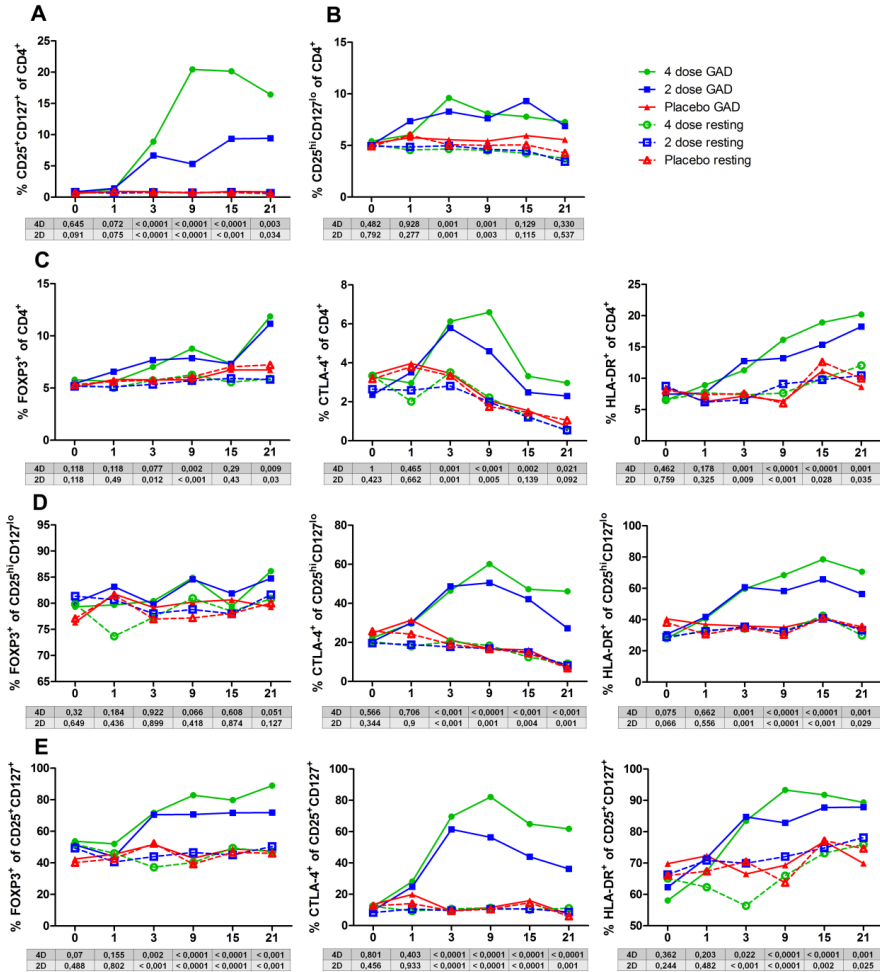 A
% CD25⁺CD127⁺ of CD4⁺
25
20
15
10
5
0
0 1 3 9 15 21
4D 0,645 0,072 < 0,0001 < 0,0001 < 0,0001 0,003
2D 0,091 0,075 < 0,0001 < 0,0001 < 0,001 0,034
B
% CD25ʰⁱCD127ˡᵒ of CD4⁺
15
10
5
0
0 1 3 9 15 21
4D 0,482 0,928 0,001 0,001 0,129 0,330
2D 0,792 0,277 0,001 0,003 0,115 0,537
4 dose GAD
2 dose GAD
Placebo GAD
4 dose resting
2 dose resting
Placebo resting
C
% FOXP3⁺ of CD4⁺
15
10
5
0
0 1 3 9 15 21
4D 0,118 0,118 0,077 0,002 0,29 0,009
2D 0,118 0,49 0,012 < 0,001 0,43 0,03
% CTLA-4⁺ of CD4⁺
8
6
4
2
0
0 1 3 9 15 21
4D 1 0,465 0,001 < 0,001 0,002 0,021
2D 0,423 0,662 0,001 0,005 0,139 0,092
% HLA-DR⁺ of CD4⁺
25
20
15
10
5
0
0 1 3 9 15 21
4D 0,462 0,178 0,001 < 0,0001 < 0,0001 0,001
2D 0,759 0,325 0,009 < 0,001 0,028 0,035
D
% FOXP3⁺ of CD25ʰⁱCD127ˡᵒ
95
90
85
80
75
70
65
0 1 3 9 15 21
4D 0,32 0,184 0,922 0,066 0,608 0,051
2D 0,649 0,436 0,899 0,418 0,874 0,127
% CTLA-4⁺ of CD25ʰⁱCD127ˡᵒ
80
60
40
20
0
0 1 3 9 15 21
4D 0,566 0,706 < 0,001 < 0,001 < 0,001 < 0,001
2D 0,344 0,9 < 0,001 0,001 0,004 0,001
% HLA-DR⁺ of CD25ʰⁱCD127ˡᵒ
100
80
60
40
20
0
0 1 3 9 15 21
4D 0,075 0,662 0,001 < 0,0001 < 0,0001 0,001
2D 0,066 0,556 0,001 < 0,0001 < 0,001 0,029
E
% FOXP3⁺ of CD25⁺CD127⁺
100
80
60
40
20
0
0 1 3 9 15 21
4D 0,07 0,155 0,002 < 0,0001 < 0,0001 < 0,001
2D 0,488 0,802 < 0,001 < 0,0001 < 0,0001 < 0,001
% CTLA-4⁺ of CD25⁺CD127⁺
100
80
60
40
20
0
0 1 3 9 15 21
4D 0,801 0,403 < 0,0001 < 0,0001 < 0,0001 < 0,0001
2D 0,456 0,933 < 0,0001 < 0,0001 < 0,0001 0,001
% HLA-DR⁺ of CD25⁺CD127⁺
100
90
80
70
60
50
0 1 3 9 15 21
4D 0,362 0,203 0,022 < 0,0001 < 0,0001 0,001
2D 0,244 0,482 < 0,001 < 0,0001 0,002 0,025